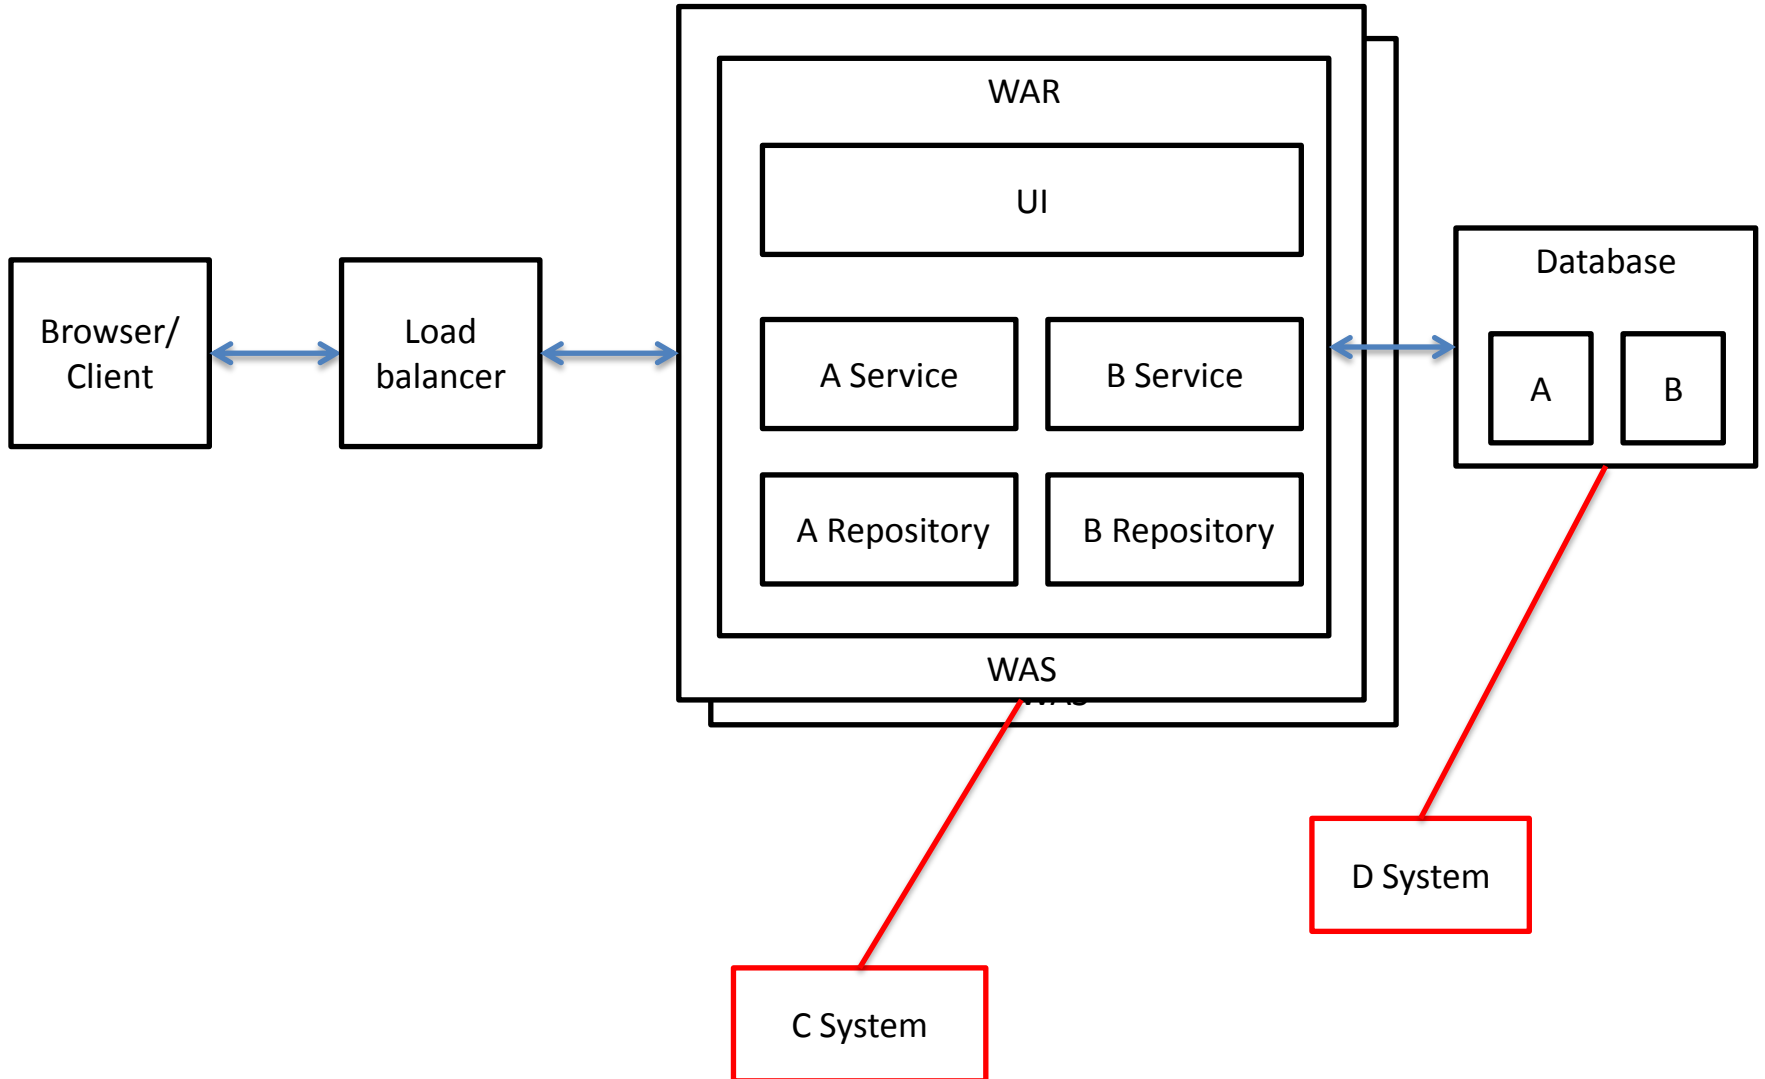 WAR
UI
Browser/
Client
Load
balancer
A Service
B Service
A Repository
B Repository
WAS
Database
A
B
D System
C System